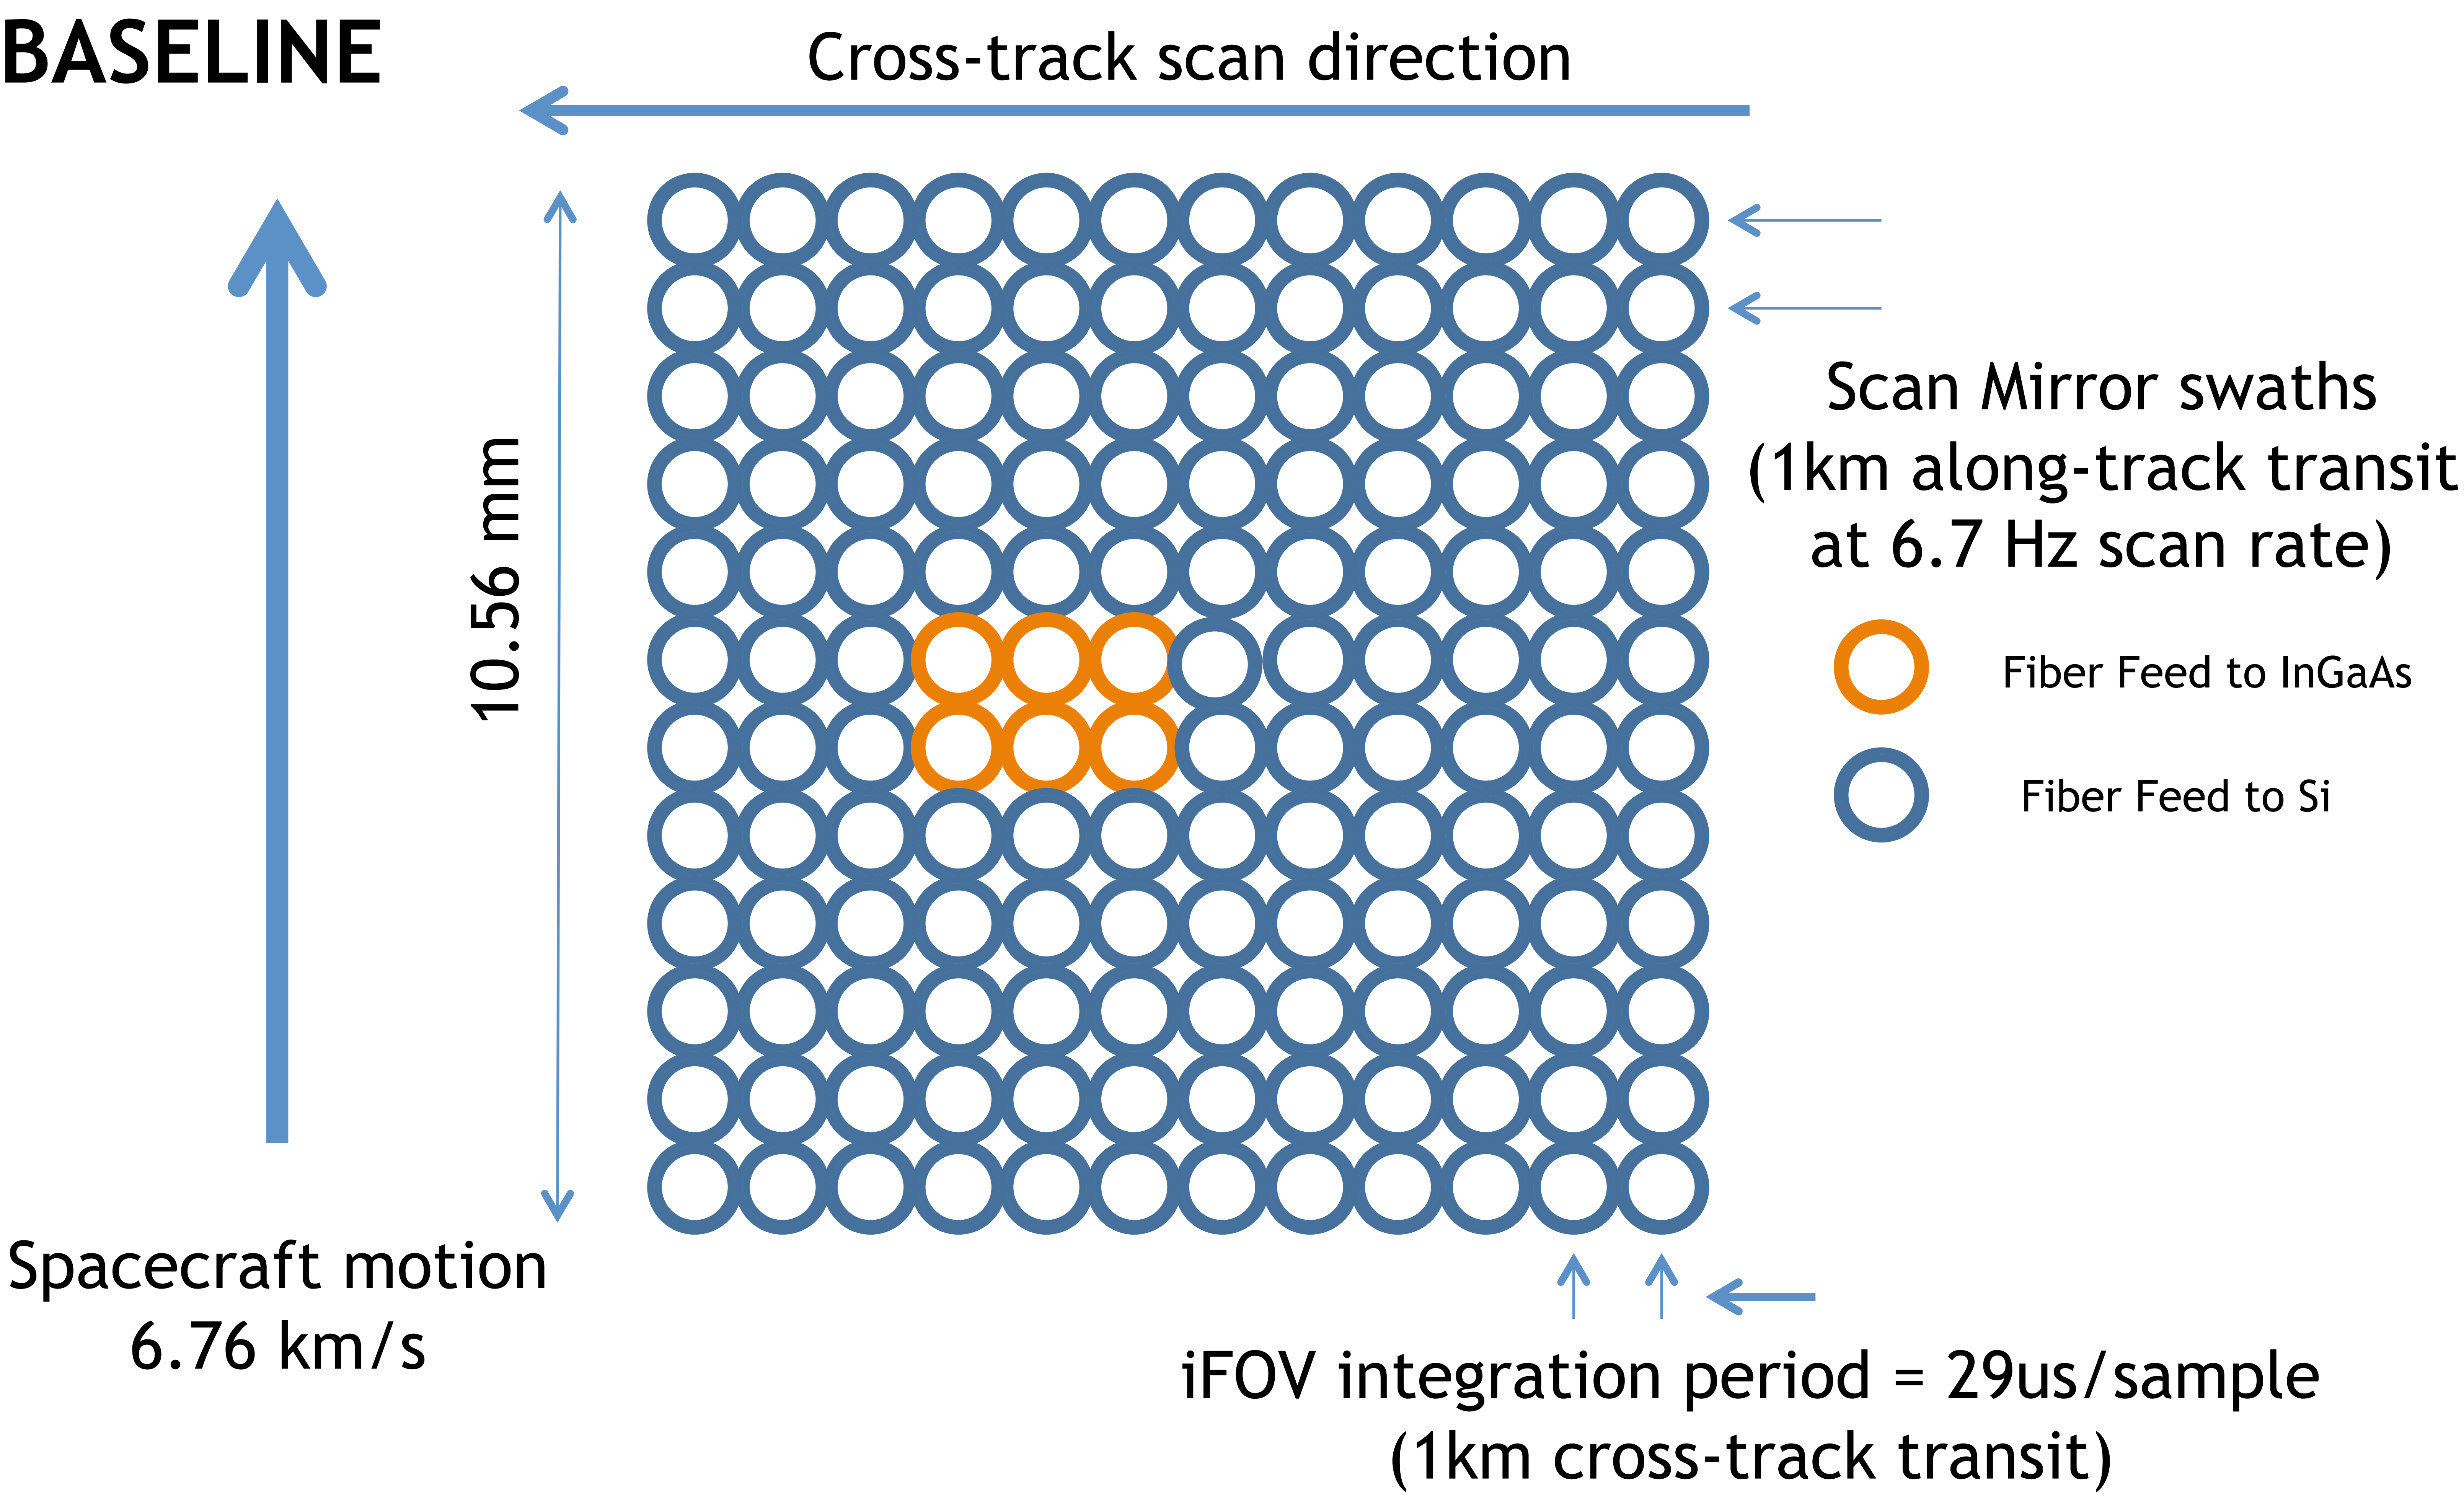 BASELINE
Cross-track scan direction
10.56 mm
Scan Mirror swaths
(1km along-track transit
at 6.7 Hz scan rate)
Fiber Feed to InGaAs
Fiber Feed to Si
Spacecraft motion
6.76 km/s
iFOV integration period = 29us/sample
(1km cross-track transit)